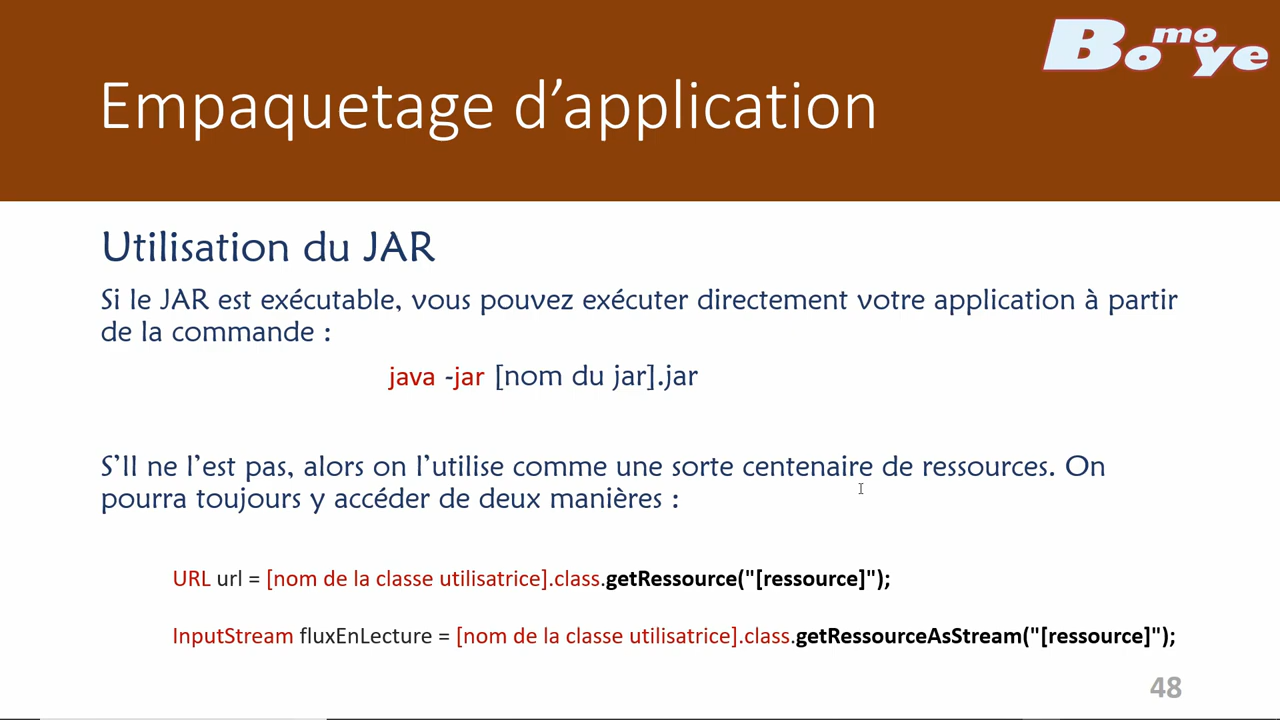 Bomoye
Empaquetage d’application
Utilisation du JAR
Si le JAR est exécutable, vous pouvez exécuter directement votre application à partir
de la commande :
java -jar [nom du jar].jar
S’Il ne l’est pas, alors on l’utilise comme une sorte centenaire de ressources. On
pourra toujours y accéder de deux manières :
URL url = [nom de la classe utilisatrice].class.getRessource("[ressource]");
InputStream fluxEnLecture = [nom de la classe utilisatrice].class.getRessourceAsStream("[ressource]");
48